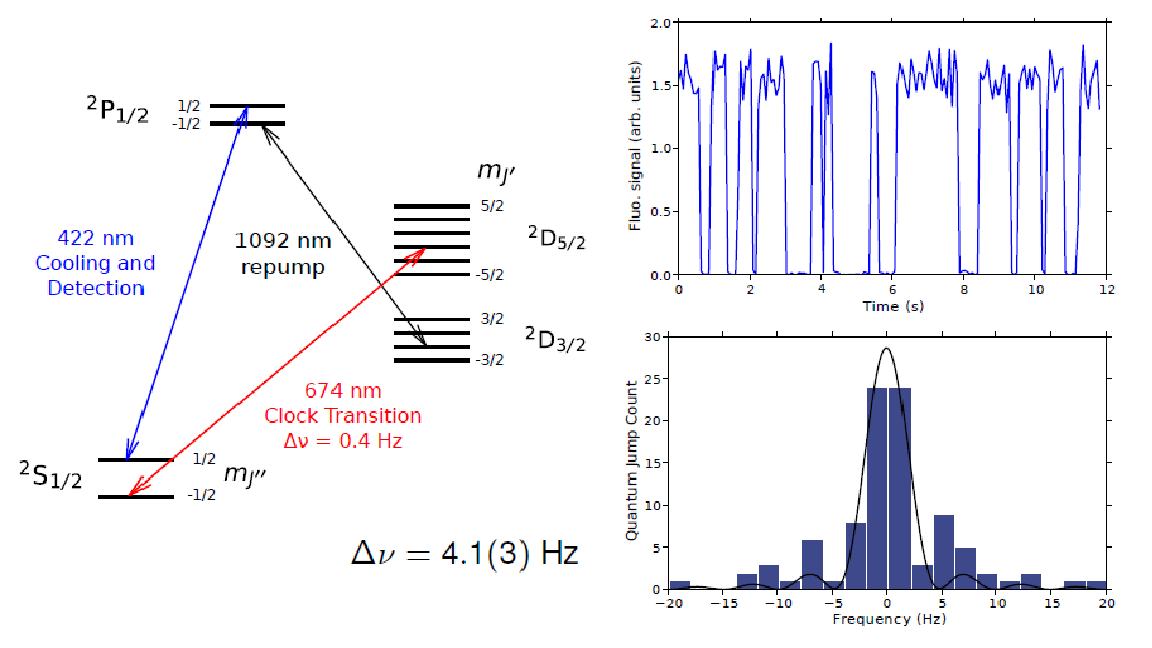 ²P₁/₂
1/2
-1/2
m_J'
5/2
422 nm
Cooling and
Detection
1092 nm
repump
²D₅/₂
-5/2
3/2
²D₃/₂
-3/2
674 nm
Clock Transition
Δν = 0.4 Hz
²S₁/₂
1/2
m_J''
-1/2
Δν = 4.1(3) Hz
Fluo. signal (arb. units)
2.0
1.5
1.0
0.5
0.0
0 2 4 6 8 10 12
Time (s)
Quantum Jump Count
30
25
20
15
10
5
0
−20 −15 −10 −5 0 5 10 15 20
Frequency (Hz)